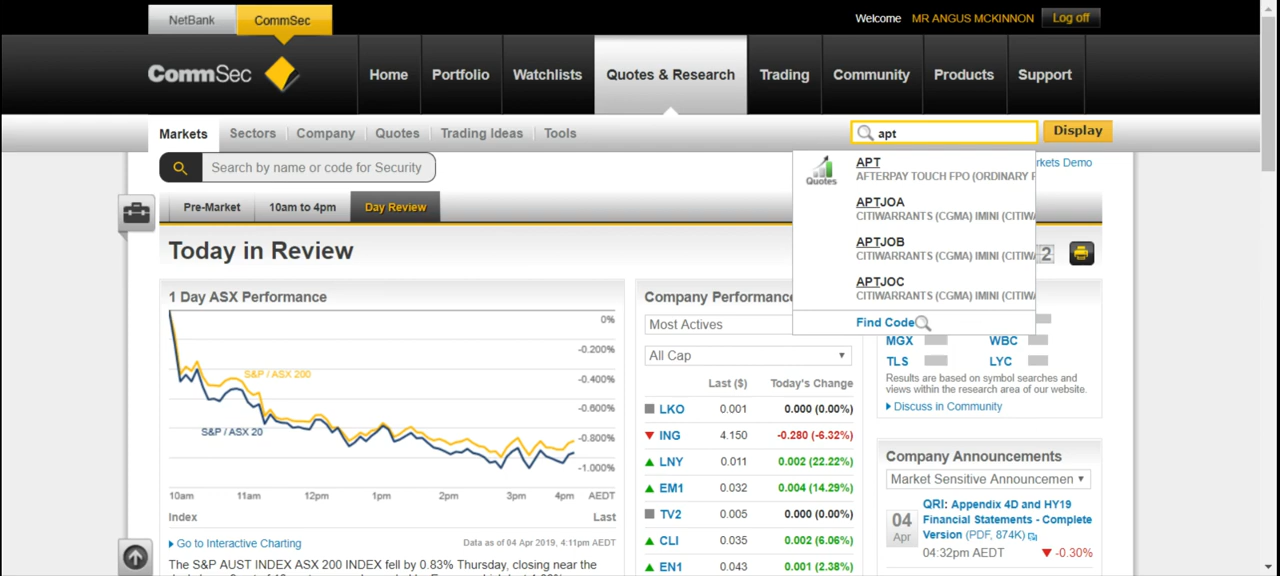 NetBank
CommSec
Welcome MR ANGUS MCKINNON Log off
CommSec
Home Portfolio Watchlists Quotes & Research Trading Community Products Support
Markets Sectors Company Quotes Trading Ideas Tools
apt
Display
Search by name or code for Security
Quotes
APT
AFTERPAY TOUCH FPO (ORDINARY
APTJOA
CITIWARRANTS (CGMA) IMINI (CITIW
APTJOB
CITIWARRANTS (CGMA) IMINI (CITIW
APTJOC
CITIWARRANTS (CGMA) IMINI (CITIW
Find Code
rkets Demo
Pre-Market 10am to 4pm Day Review
Today in Review
2
1 Day ASX Performance
0%
-0.200%
-0.400%
-0.600%
-0.800%
-1.000%
S&P / ASX 200
S&P / ASX 20
10am 11am 12pm 1pm 2pm 3pm 4pm AEDT
Index Last
Go to Interactive Charting
Data as of 04 Apr 2019, 4:11pm AEDT
The S&P AUST INDEX ASX 200 INDEX fell by 0.83% Thursday, closing near the
Company Performance
Most Actives
All Cap
Last ($) Today's Change
LKO 0.001 0.000 (0.00%)
ING 4.150 -0.280 (-6.32%)
LNY 0.011 0.002 (22.22%)
EM1 0.032 0.004 (14.29%)
TV2 0.005 0.000 (0.00%)
CLI 0.035 0.002 (6.06%)
EN1 0.043 0.001 (2.38%)
MGX WBC
TLS LYC
Results are based on symbol searches and
views within the research area of our website.
Discuss in Community
Company Announcements
Market Sensitive Announcemen
04
Apr
QRI: Appendix 4D and HY19
Financial Statements - Complete
Version (PDF, 874K)
04:32pm AEDT -0.30%